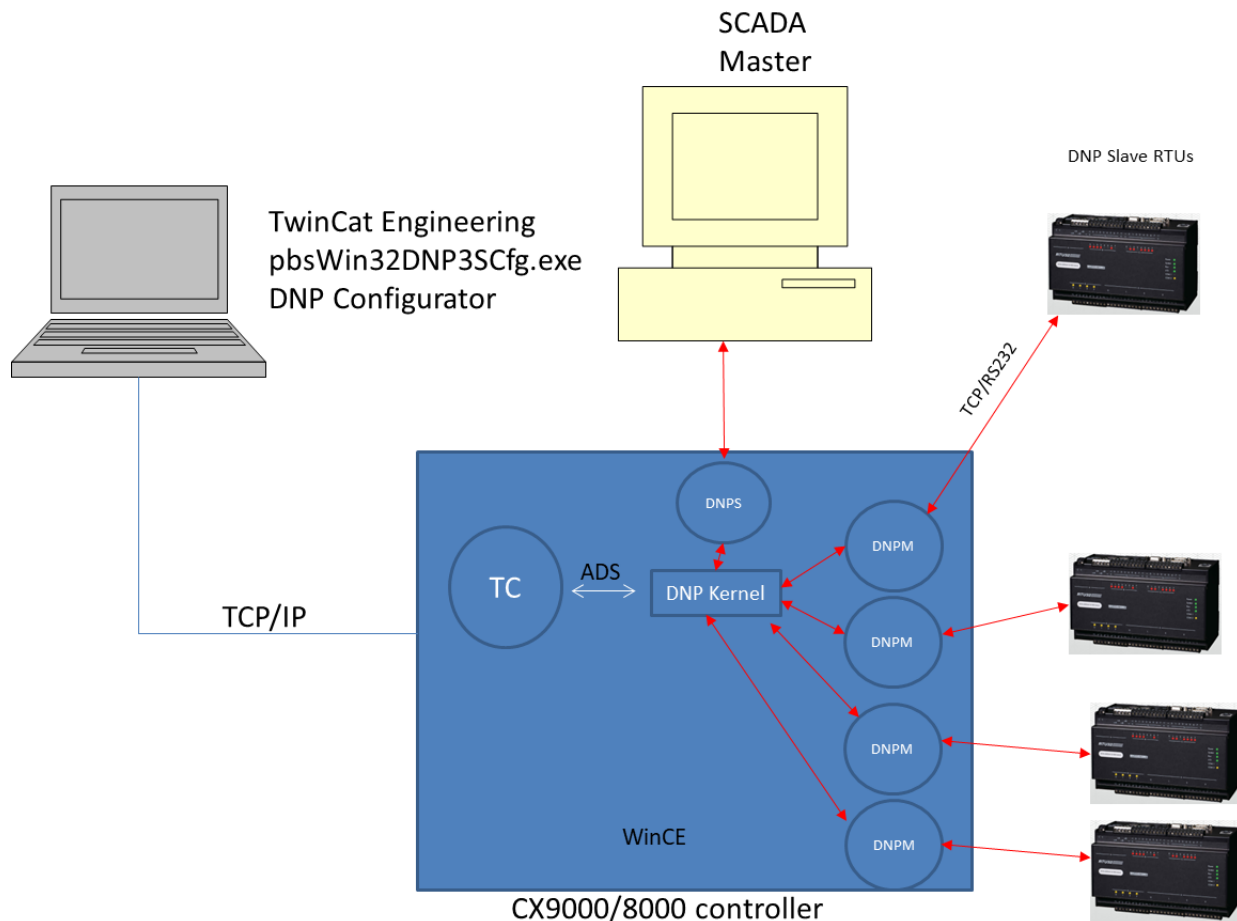 SCADA
Master
DNP Slave RTUs
TwinCat Engineering
pbsWin32DNP3SCfg.exe
DNP Configurator
TCP/RS232
DNPS
DNPM
TC
ADS
DNP Kernel
DNPM
TCP/IP
DNPM
WinCE
DNPM
CX9000/8000 controller